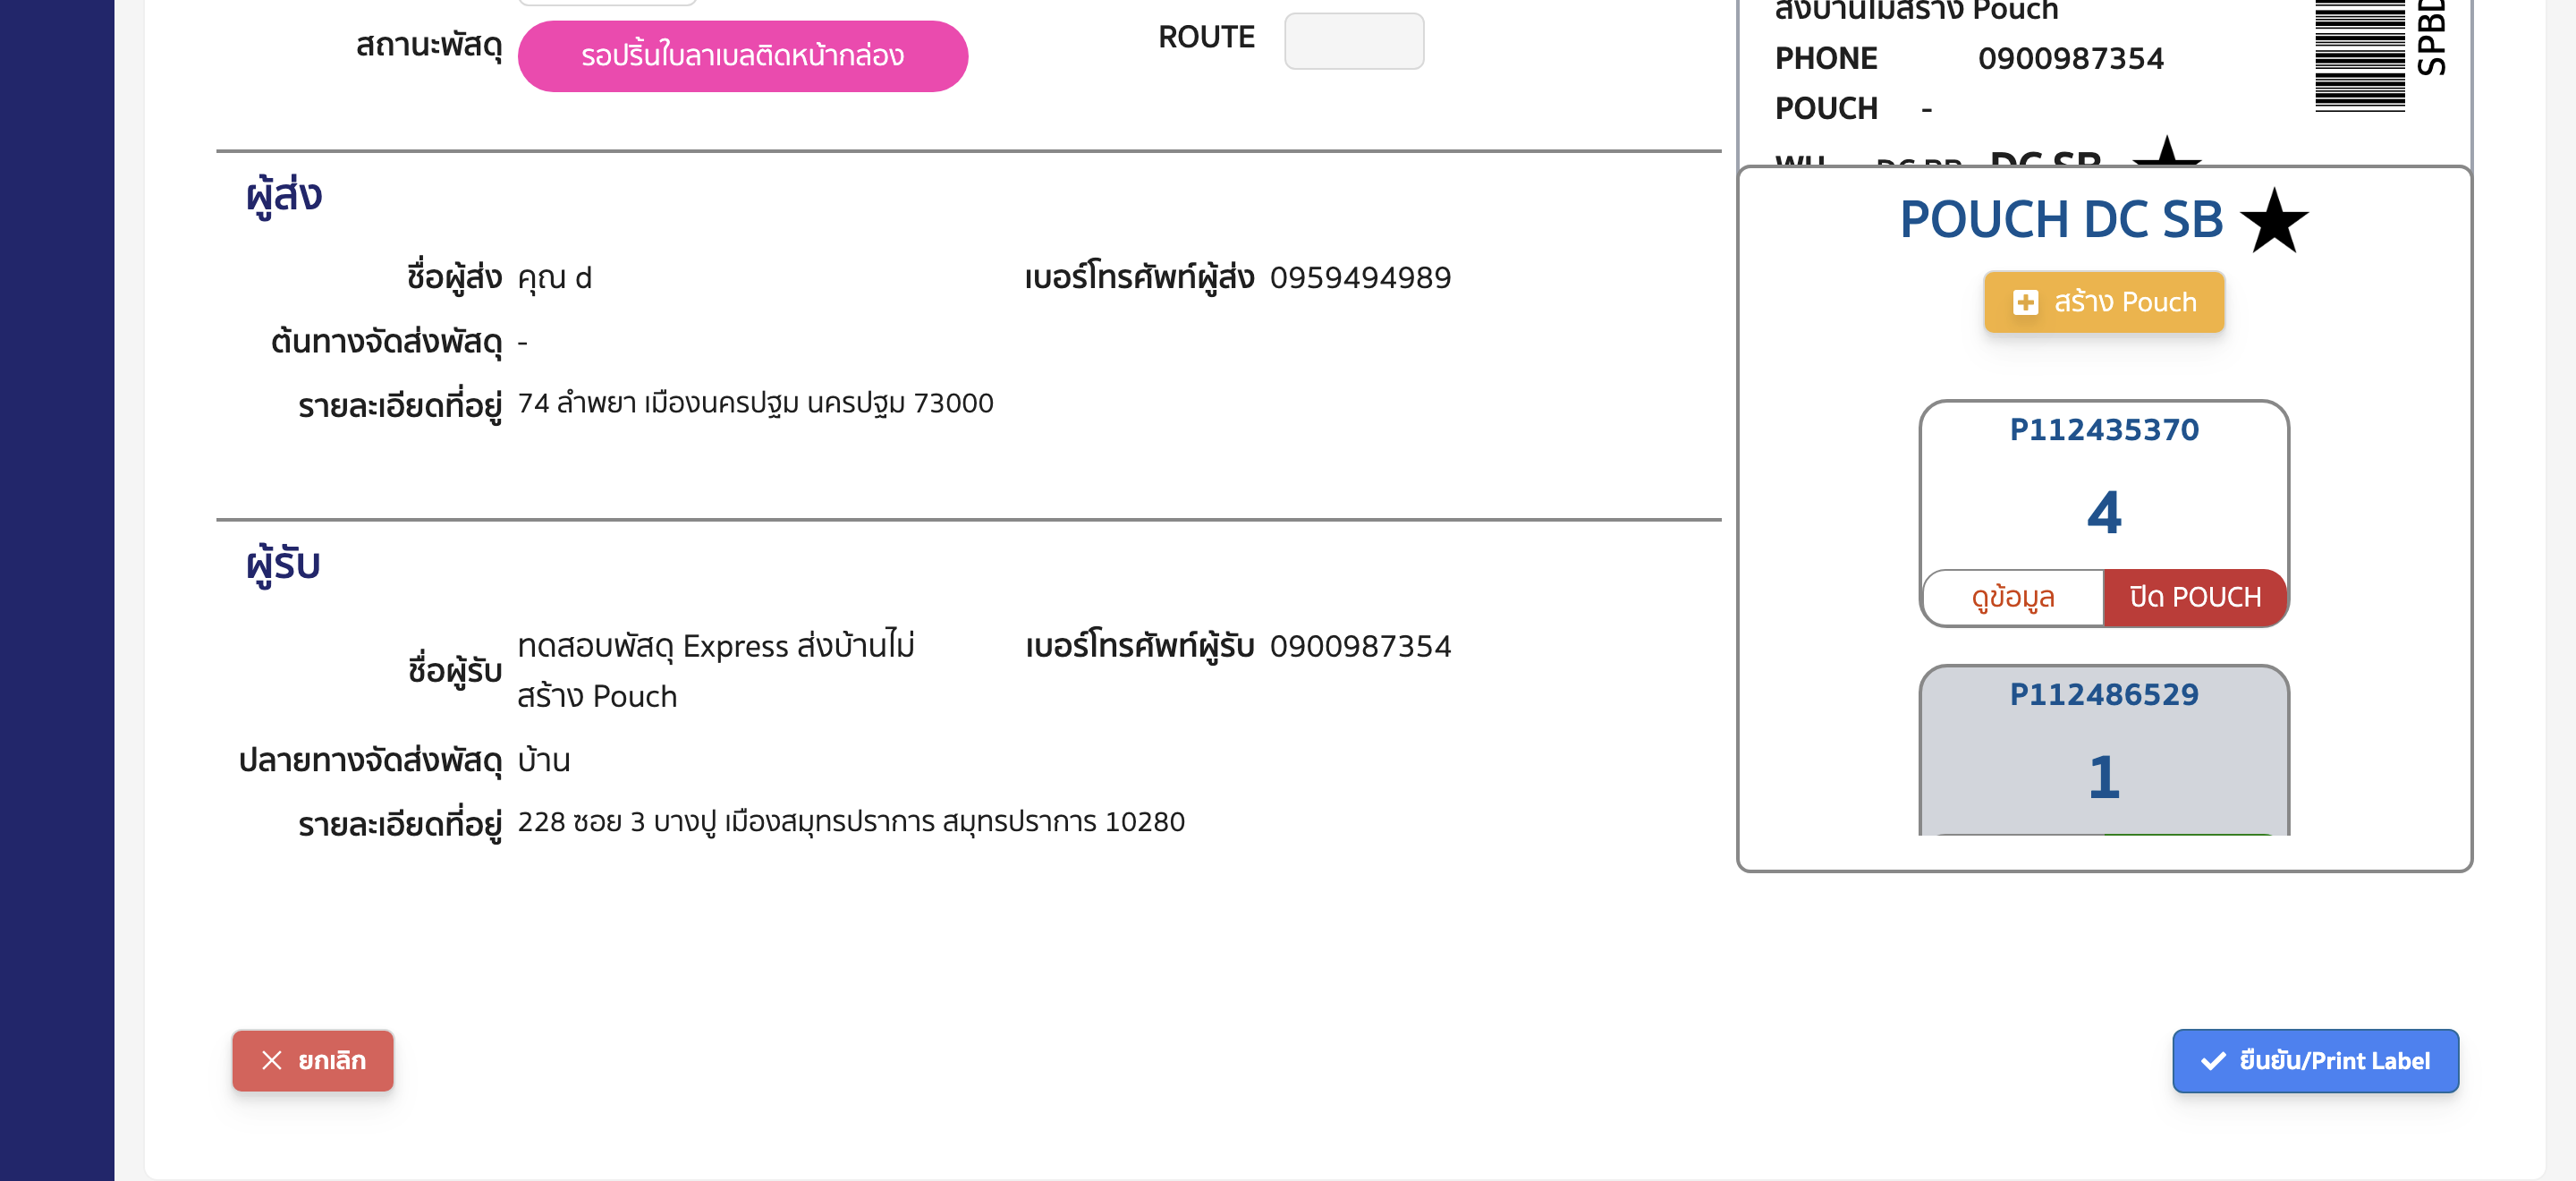 สถานะพัสดุ รอปริ้นใบลาเบลติดหน้ากล่อง ROUTE
ผู้ส่ง
ชื่อผู้ส่ง คุณ d เบอร์โทรศัพท์ผู้ส่ง 0959494989
ต้นทางจัดส่งพัสดุ -
รายละเอียดที่อยู่ 74 ลำพยา เมืองนครปฐม นครปฐม 73000
ผู้รับ
ชื่อผู้รับ ทดสอบพัสดุ Express ส่งบ้านไม่
สร้าง Pouch
เบอร์โทรศัพท์ผู้รับ 0900987354
ปลายทางจัดส่งพัสดุ บ้าน
รายละเอียดที่อยู่ 228 ซอย 3 บางปู เมืองสมุทรปราการ สมุทรปราการ 10280
ส่งบ้านไม่สร้าง Pouch
PHONE 0900987354
POUCH -
DC SB
SPBD
POUCH DC SB
สร้าง Pouch
P112435370
4
ดูข้อมูล ปิด POUCH
P112486529
1
ยกเลิก
ยืนยัน/Print Label